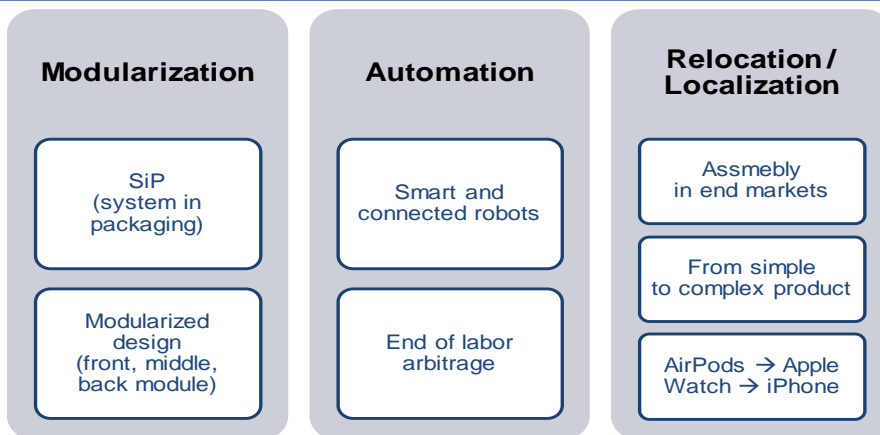 Modularization
SiP
(system in
packaging)
Modularized
design
(front, middle,
back module)
Automation
Smart and
connected robots
End of labor
arbitrage
Relocation /
Localization
Assmebly
in end markets
From simple
to complex product
AirPods → Apple
Watch → iPhone